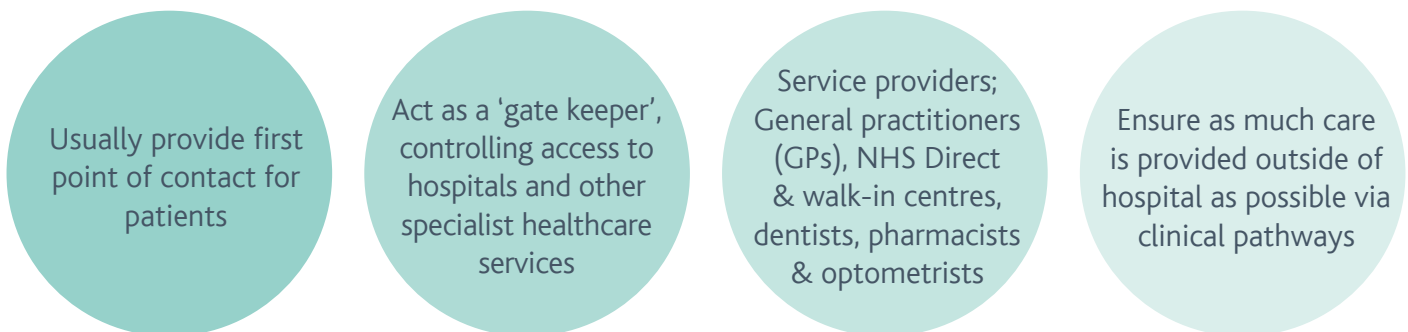 Usually provide first
point of contact for
patients
Act as a ‘gate keeper’,
controlling access to
hospitals and other
specialist healthcare
services
Service providers;
General practitioners
(GPs), NHS Direct
& walk-in centres,
dentists, pharmacists
& optometrists
Ensure as much care
is provided outside of
hospital as possible via
clinical pathways